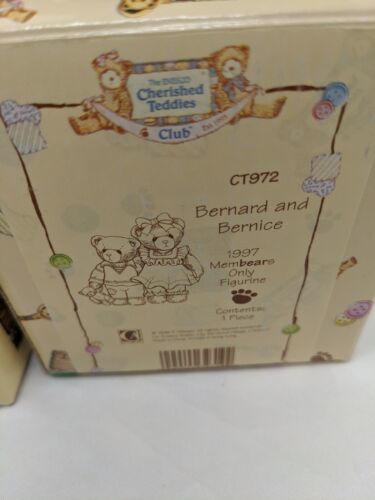 The ENESCO
Cherished
Teddies
Club
Est 1995
CT972
Bernard and
Bernice
1997
Membears
Only
Figurine
Contents:
1 Piece